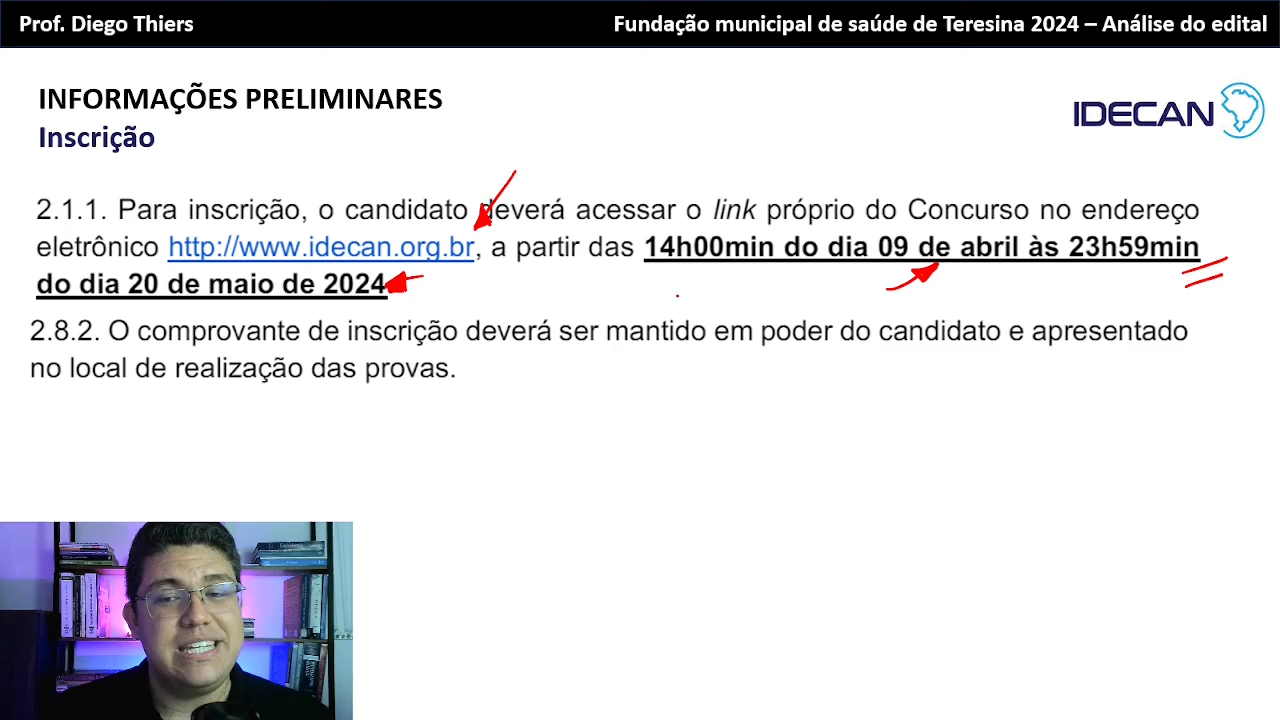 Prof. Diego Thiers
Fundação municipal de saúde de Teresina 2024 – Análise do edital
INFORMAÇÕES PRELIMINARES
Inscrição
IDECAN
2.1.1. Para inscrição, o candidato deverá acessar o link próprio do Concurso no endereço
eletrônico http://www.idecan.org.br, a partir das 14h00min do dia 09 de abril às 23h59min
do dia 20 de maio de 2024
2.8.2. O comprovante de inscrição deverá ser mantido em poder do candidato e apresentado
no local de realização das provas.